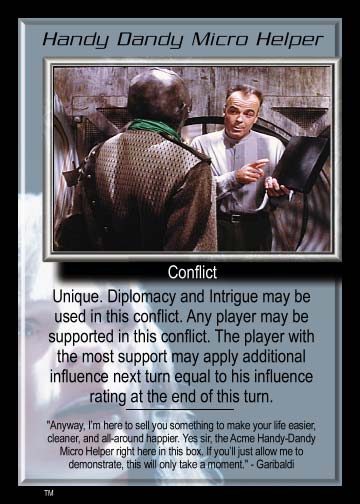 Handy Dandy Micro Helper
Conflict
Unique. Diplomacy and Intrigue may be
used in this conflict. Any player may be
supported in this conflict. The player with
the most support may apply additional
influence next turn equal to his influence
rating at the end of this turn.
"Anyway, I'm here to sell you something to make your life easier,
cleaner, and all-around happier. Yes sir, the Acme Handy-Dandy
Micro Helper right here in this box. If you'll just allow me to
demonstrate, this will only take a moment." - Garibaldi
TM